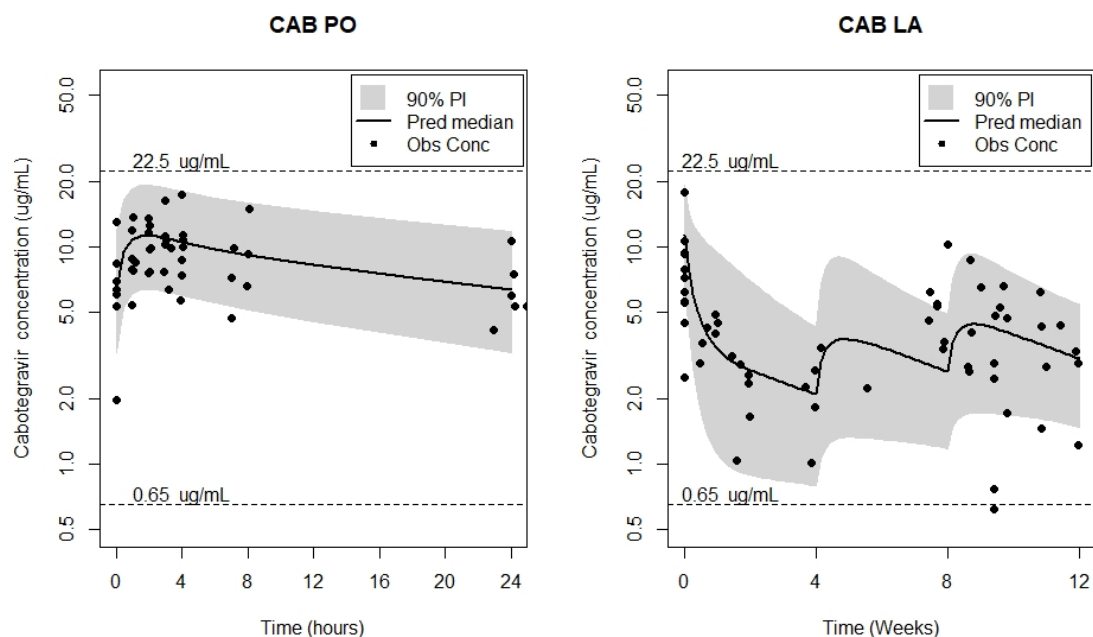 CAB PO
Cabotegravir concentration (ug/mL)
50.0
20.0
10.0
5.0
2.0
1.0
0.5
90% PI
Pred median
Obs Conc
22.5 ug/mL
0.65 ug/mL
0
4
8
12
16
20
24
Time (hours)
CAB LA
Cabotegravir concentration (ug/mL)
50.0
20.0
10.0
5.0
2.0
1.0
0.5
90% PI
Pred median
Obs Conc
22.5 ug/mL
0.65 ug/mL
0
4
8
12
Time (Weeks)